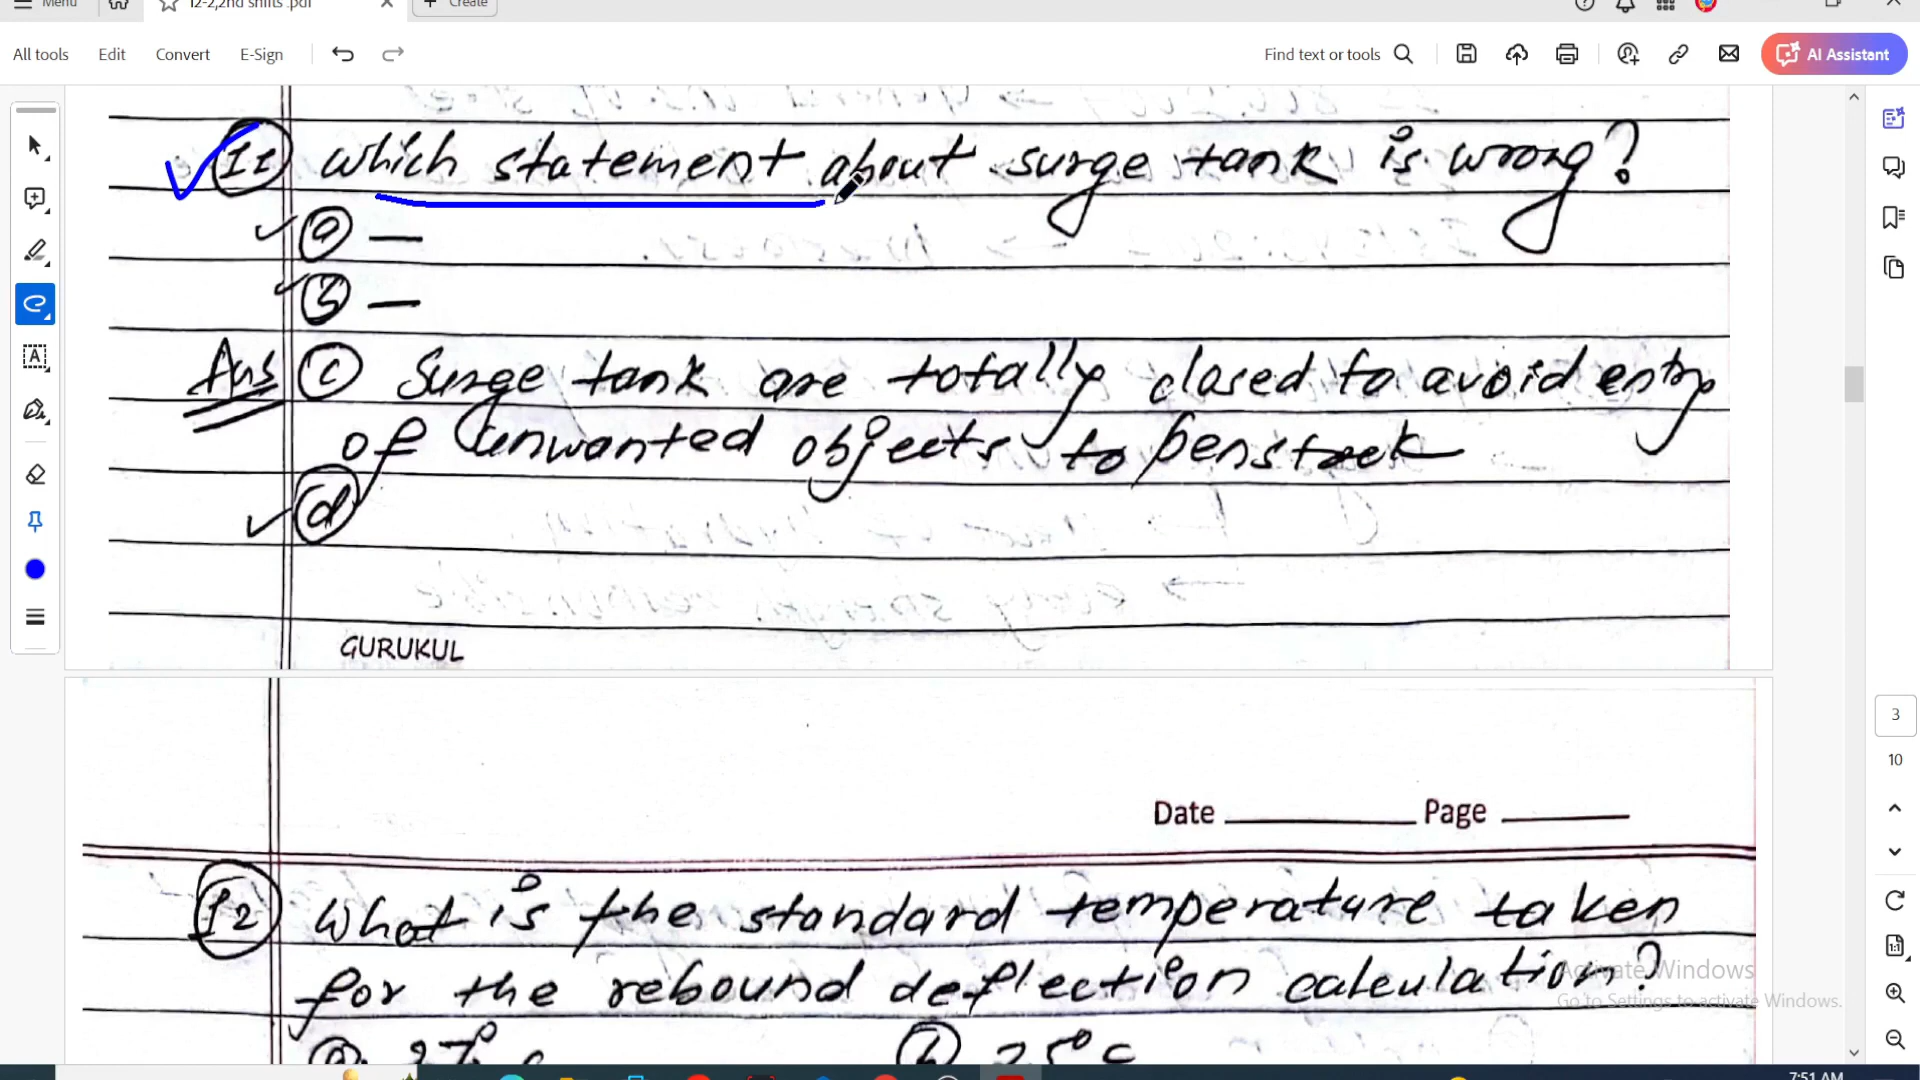 Menu
12-2,2nd shifts .pdf
Create
All tools Edit Convert E-Sign
Find text or tools
AI Assistant
11 which statement about surge tank is wrong?
a —
b —
Ans c Surge tank are totally closed to avoid entry
of unwanted objects to penstock
d
GURUKUL
3
10
Date Page
12 What is the standard temperature taken
for the rebound deflection calculation?
Activate Windows
Go to Settings to activate Windows.
a b 25°C
7:51 AM